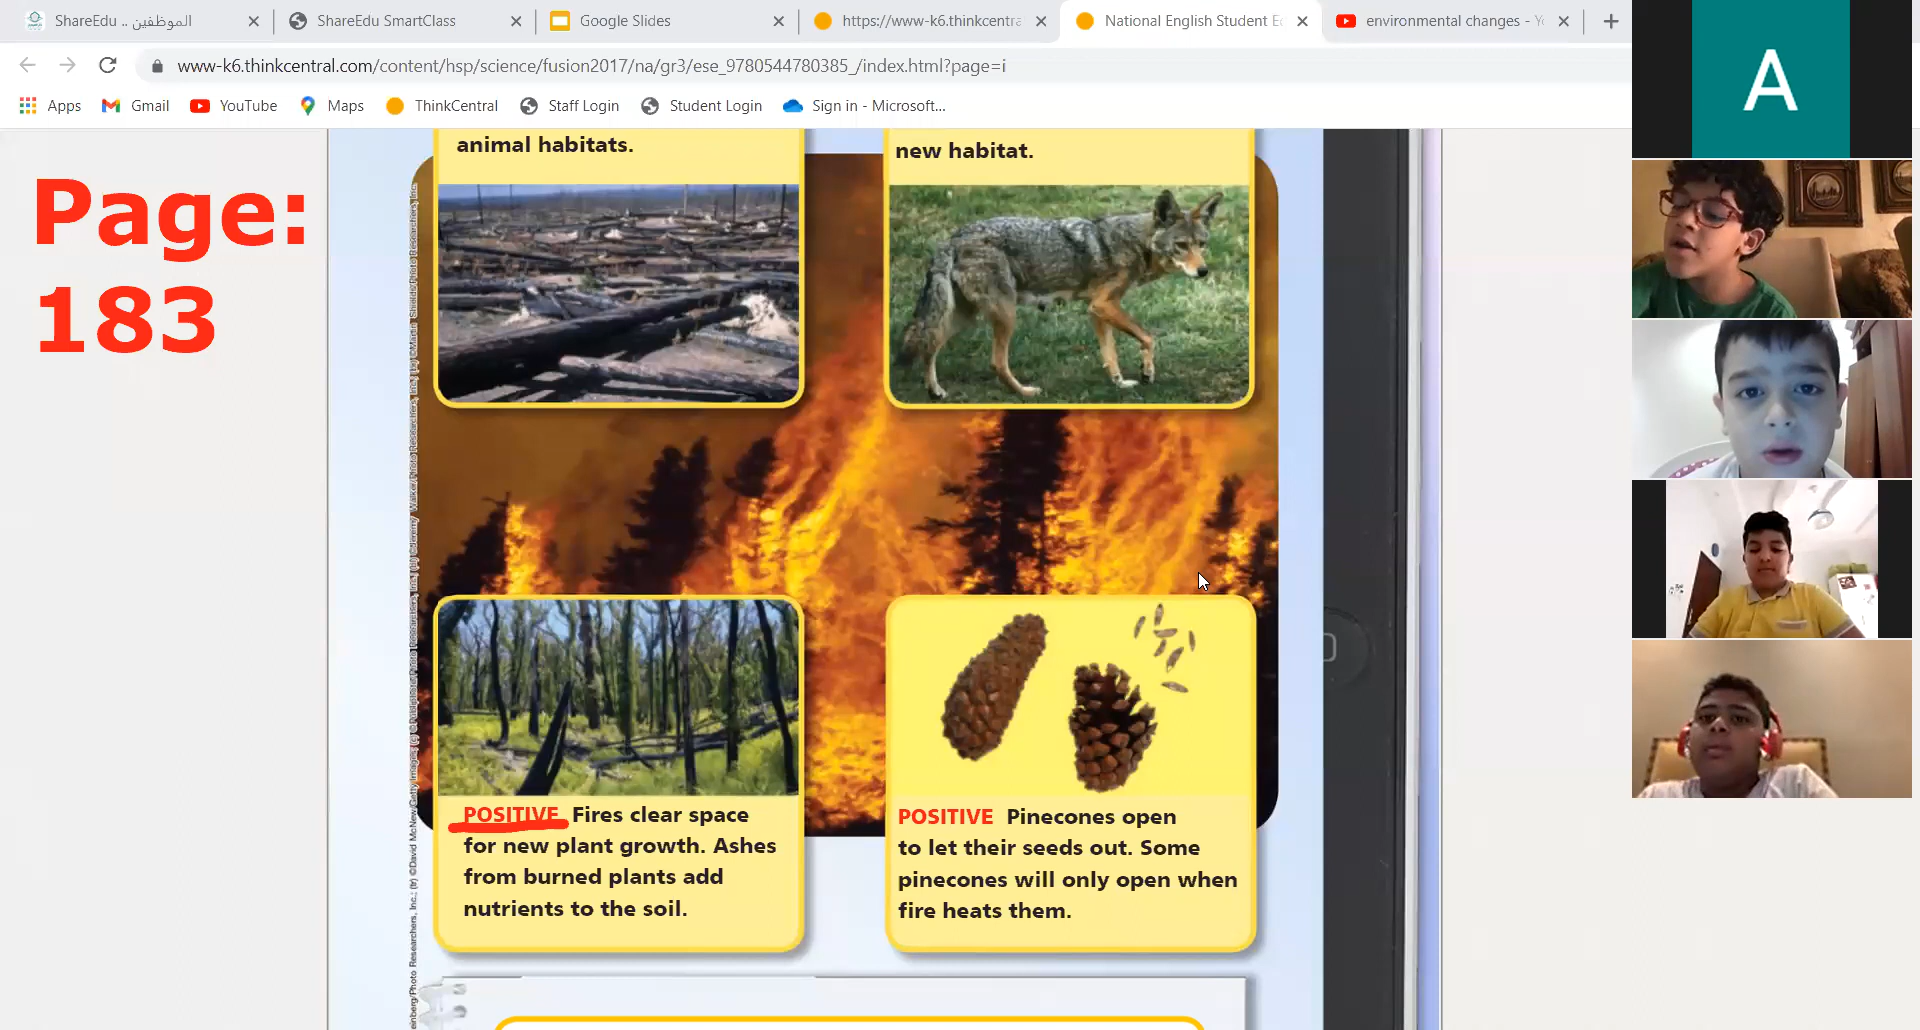 ShareEdu .. الموظفين
ShareEdu SmartClass
Google Slides
https://www-k6.thinkcentra
National English Student Ec
environmental changes - Yo
www-k6.thinkcentral.com/content/hsp/science/fusion2017/na/gr3/ese_9780544780385_/index.html?page=i
Apps
Gmail
YouTube
Maps
ThinkCentral
Staff Login
Student Login
Sign in - Microsoft...
Page:
183
animal habitats.
new habitat.
POSITIVE Fires clear space
for new plant growth. Ashes
from burned plants add
nutrients to the soil.
POSITIVE Pinecones open
to let their seeds out. Some
pinecones will only open when
fire heats them.
A